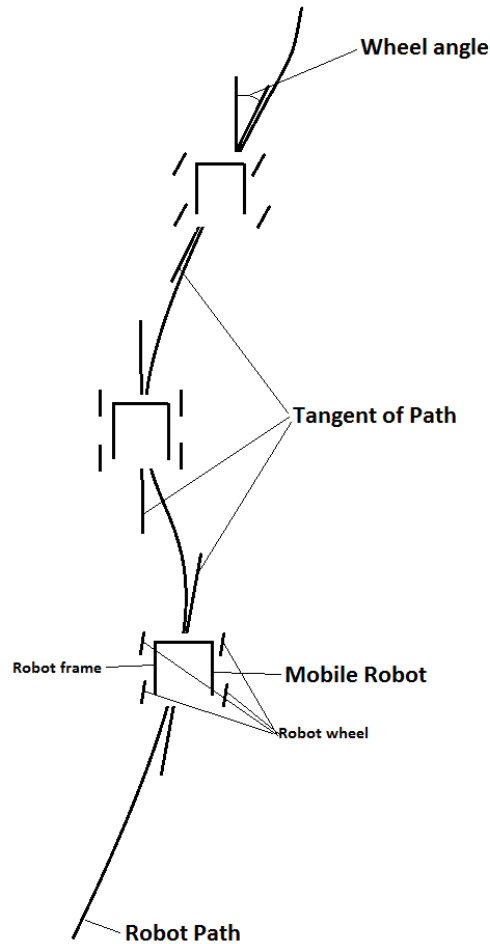 Wheel angle
Tangent of Path
Robot frame
Mobile Robot
Robot wheel
Robot Path